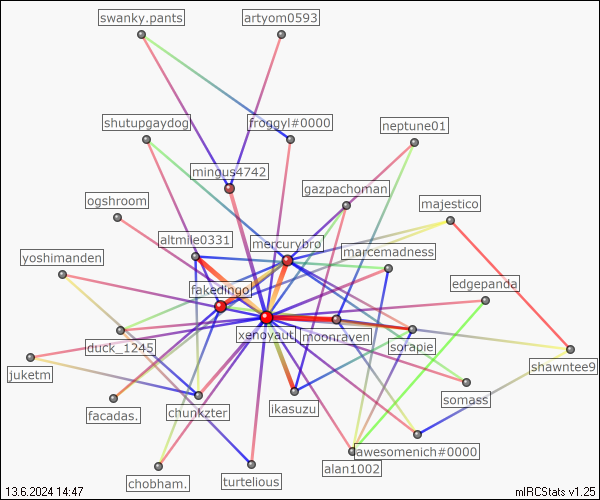 swanky.pants artyom0593
shutupgaydog froggyl#0000 neptune01
mingus4742
gazpachoman
ogshroom
majestico
altmile0331 mercurybro
yoshimanden marcemadness
edgepanda
fakedingo
xenoyaut moonraven
duck_1245 sorapie
juketm shawntee9
somass
facadas. chunkzter ikasuzu
awesomenich#0000
chobham. turtelious alan1002
13.6.2024 14:47 mIRCStats v1.25